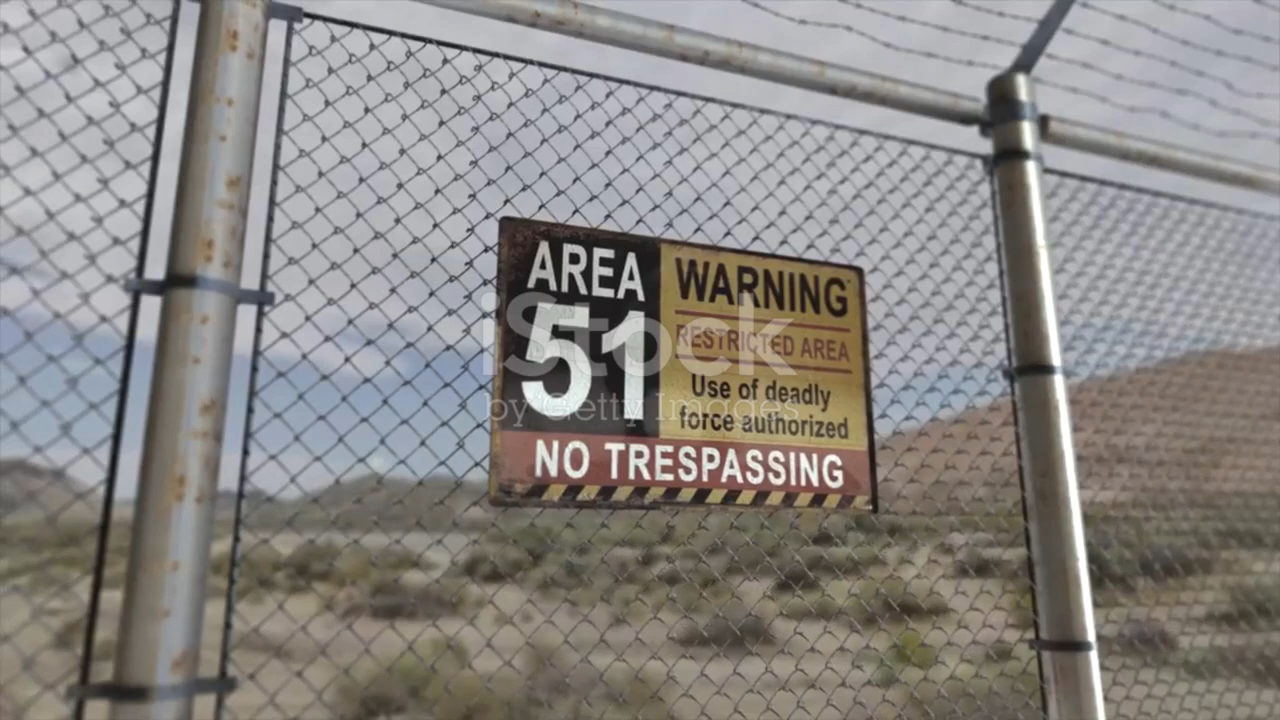 AREA
51
WARNING
RESTRICTED AREA
Use of deadly
force authorized
NO TRESPASSING
iStock
by Getty Images